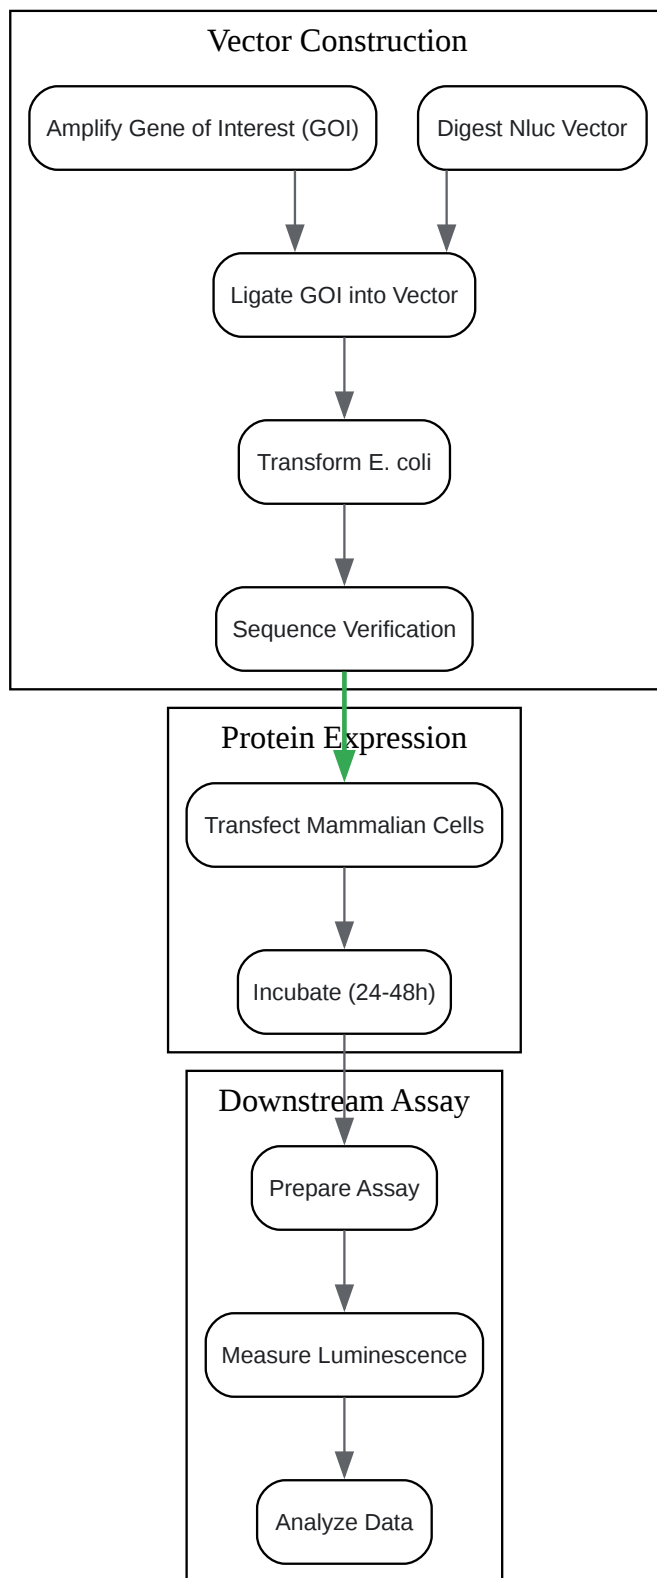 Vector Construction
Amplify Gene of Interest (GOI)
Digest Nluc Vector
Ligate GOI into Vector
Transform E. coli
Sequence Verification
Protein Expression
Transfect Mammalian Cells
Incubate (24-48h)
Downstream Assay
Prepare Assay
Measure Luminescence
Analyze Data